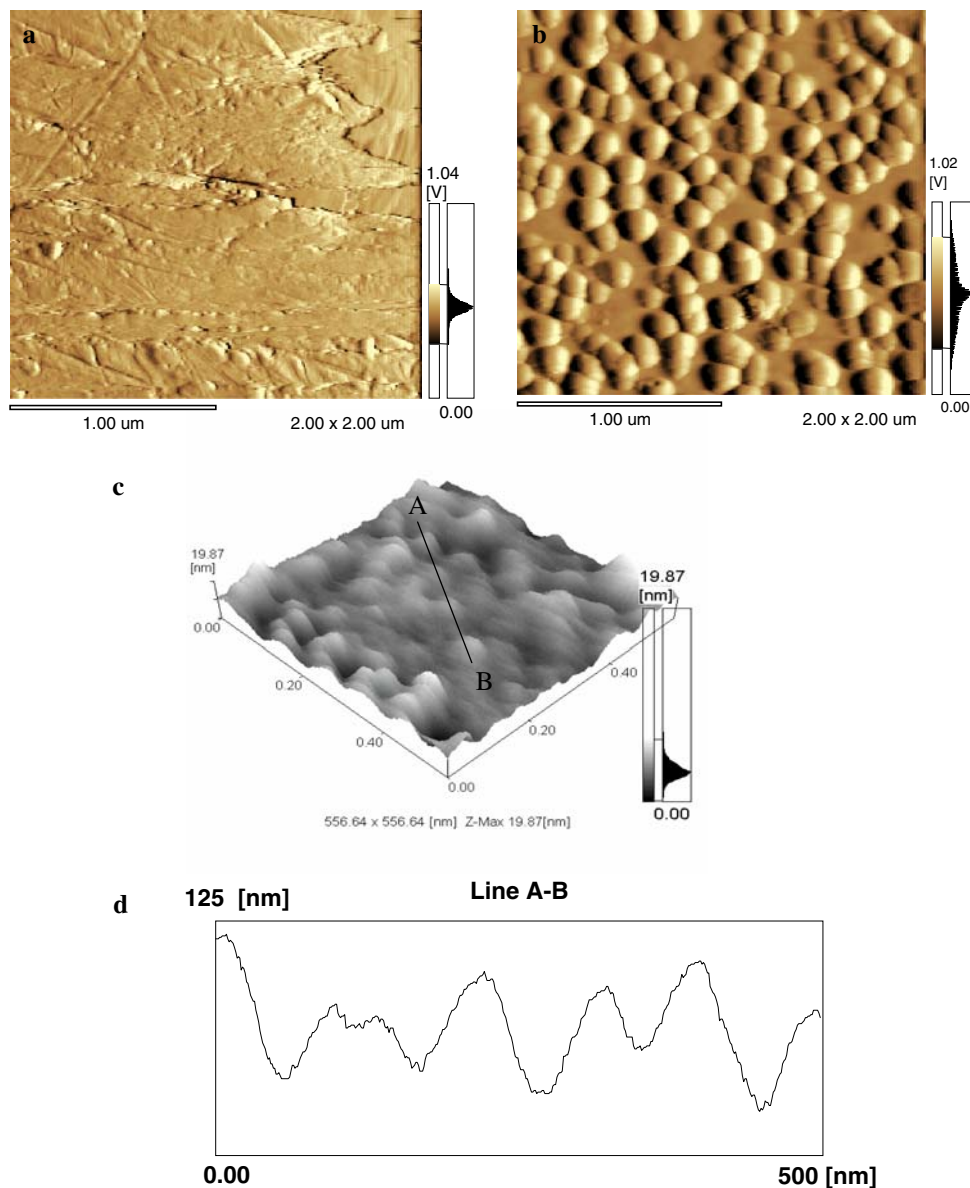 a
1.04
[V]
0.00
1.00 um 2.00 x 2.00 um
b
1.02
[V]
0.00
1.00 um 2.00 x 2.00 um
c
A
B
19.87
[nm]
0.00
0.20
0.40
0.00
0.20
0.40
19.87
[nm]
0.00
556.64 x 556.64 [nm] Z-Max 19.87[nm]
d
125 [nm] Line A-B
0.00 500 [nm]